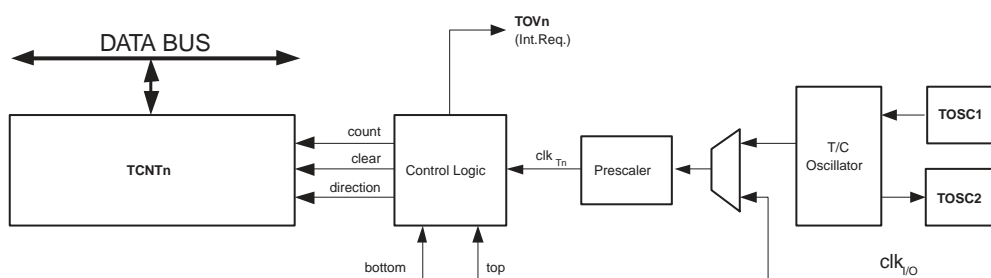 DATA BUS
TOVn
(Int.Req.)
TCNTn
count
clear
direction
Control Logic
clk Tn
Prescaler
T/C
Oscillator
TOSC1
TOSC2
bottom
top
clk I/O